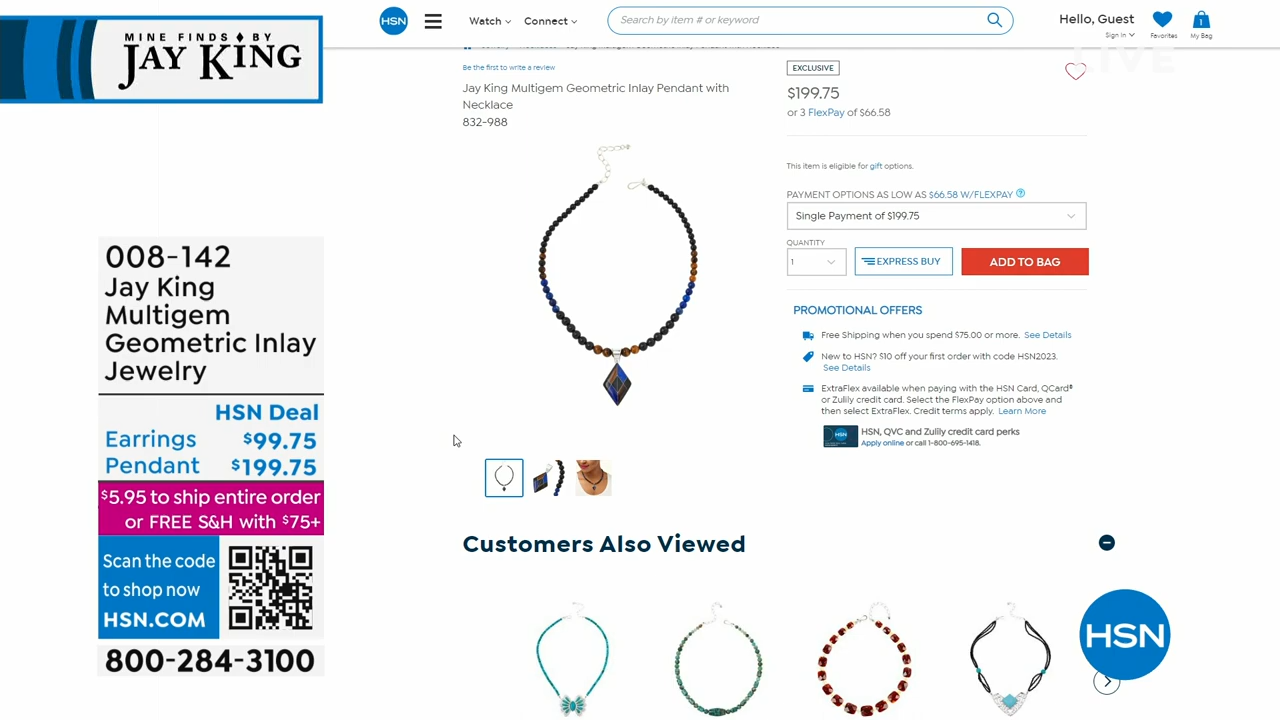 MINE FINDS BY
JAY KING
HSN
Watch
Connect
Search by item # or keyword
Hello, Guest
Sign In
Favorites
1
My Bag
LIVE
Be the first to write a review
Jay King Multigem Geometric Inlay Pendant with
Necklace
832-988
EXCLUSIVE
$199.75
or 3 FlexPay of $66.58
This item is eligible for gift options.
PAYMENT OPTIONS AS LOW AS $66.58 W/FLEXPAY
Single Payment of $199.75
QUANTITY
1
EXPRESS BUY
ADD TO BAG
PROMOTIONAL OFFERS
Free Shipping when you spend $75.00 or more. See Details
New to HSN? $10 off your first order with code HSN2023.
See Details
ExtraFlex available when paying with the HSN Card, QCard®
or Zulily credit card. Select the FlexPay option above and
then select ExtraFlex. Credit terms apply. Learn More
HSN, QVC and Zulily credit card perks
Apply online or call 1-800-695-1418.
008-142
Jay King
Multigem
Geometric Inlay
Jewelry
HSN Deal
Earrings $99.75
Pendant $199.75
$5.95 to ship entire order
or FREE S&H with $75+
Scan the code
to shop now
HSN.COM
800-284-3100
Customers Also Viewed
HSN